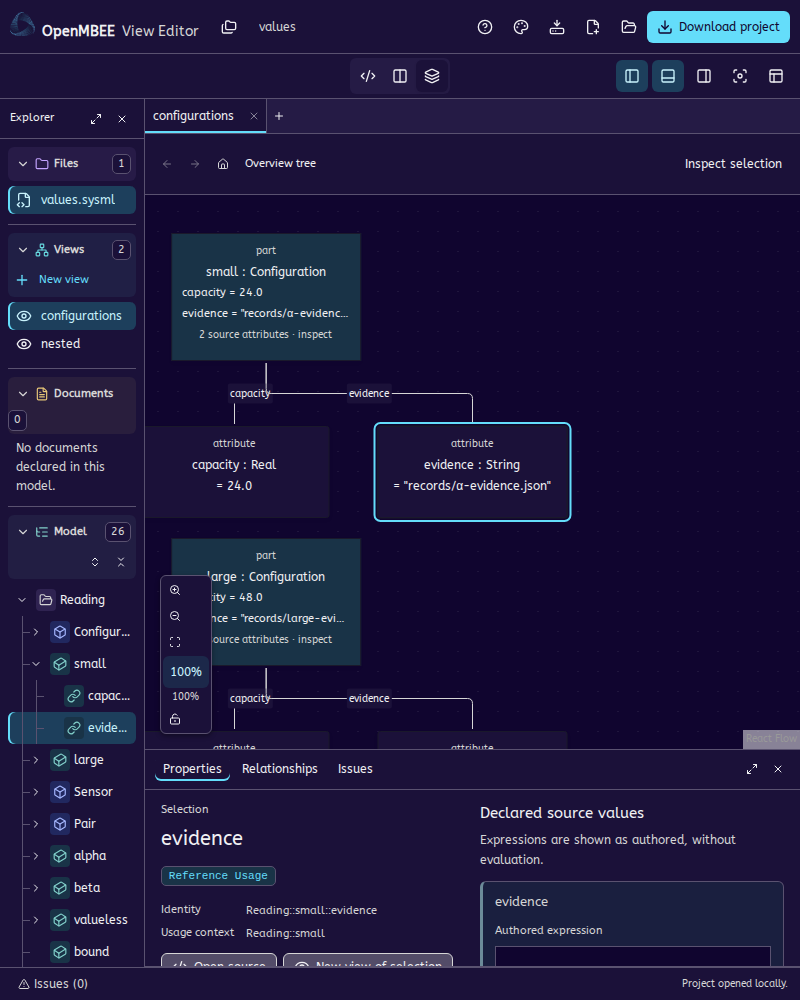 OpenMBEE View Editor
values
Download project
Explorer
configurations
Files 1
values.sysml
Overview tree
Inspect selection
Views 2
New view
configurations
nested
Documents
0
No documents
declared in this
model.
Model 26
Reading
Configur...
small
capac...
evide...
large
Sensor
Pair
alpha
beta
valueless
bound
part
small : Configuration
capacity = 24.0
evidence = "records/α-evidenc...
2 source attributes · inspect
capacity
evidence
attribute
capacity : Real
= 24.0
attribute
evidence : String
= "records/α-evidence.json"
part
large : Configuration
ity = 48.0
nce = "records/large-evi...
source attributes · inspect
100%
100%
capacity
evidence
attribute
attribute
React Flow
Properties
Relationships
Issues
Selection
evidence
Reference Usage
Identity Reading::small::evidence
Usage context Reading::small
Open source
New view of selection
Declared source values
Expressions are shown as authored, without
evaluation.
evidence
Authored expression
Issues (0)
Project opened locally.